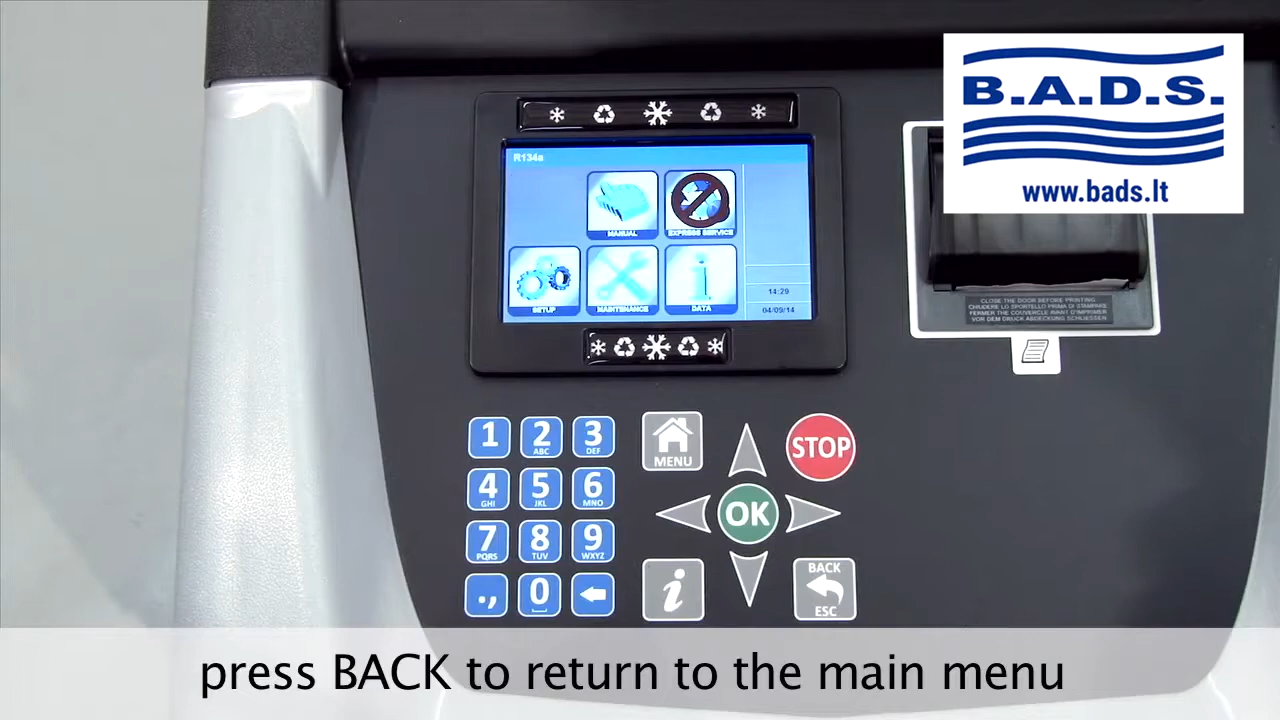 B.A.D.S.
www.bads.lt
R134a
MANUAL
EXPRESS SERVICE
SETUP
MAINTENANCE
DATA
14:29
04/09/14
CLOSE THE DOOR BEFORE PRINTING
CHIUDERE LO SPORTELLO PRIMA DI STAMPARE
FERMER THE COUVERCLE AVANT D'IMPRIMER
VOR DEM DRUCK ABDECKUNG SCHLIESSEN
1
2 ABC
3 DEF
MENU
STOP
4 GHI
5 JKL
6 MNO
OK
7 PQRS
8 TUV
9 WXYZ
.,
0
i
BACK
ESC
press BACK to return to the main menu